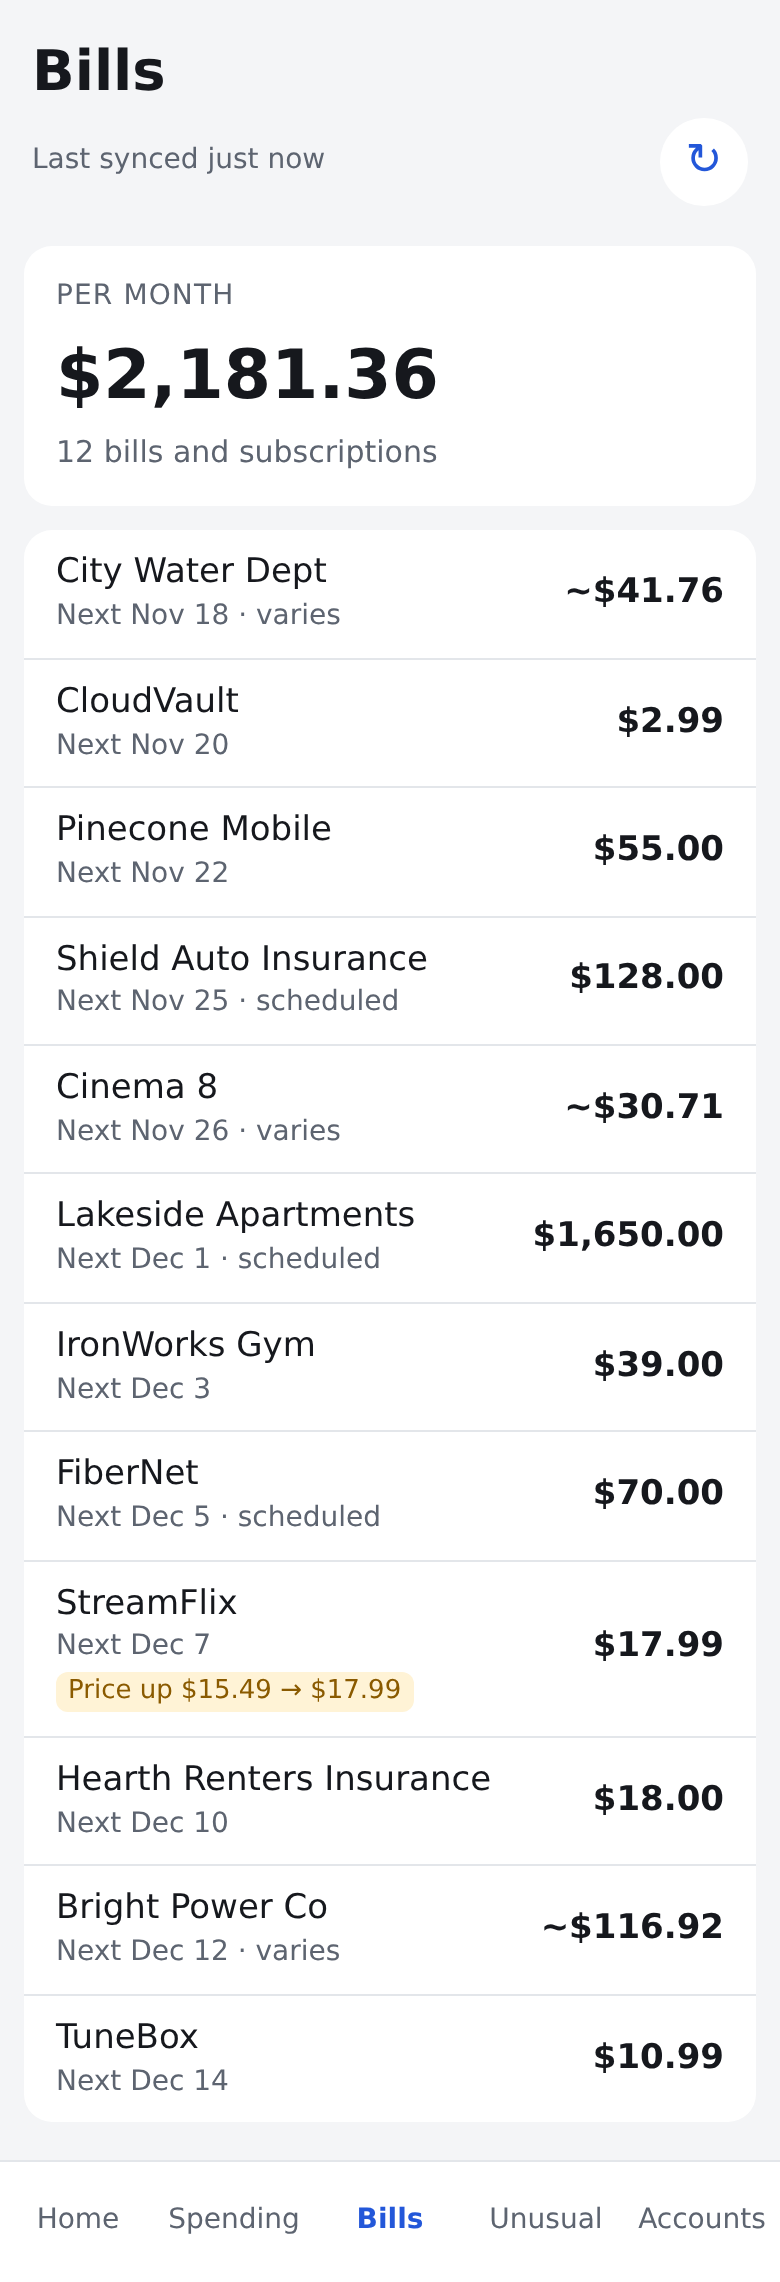 Bills
Last synced just now
↻
PER MONTH
$2,181.36
12 bills and subscriptions
City Water Dept
Next Nov 18 · varies
~$41.76
CloudVault
Next Nov 20
$2.99
Pinecone Mobile
Next Nov 22
$55.00
Shield Auto Insurance
Next Nov 25 · scheduled
$128.00
Cinema 8
Next Nov 26 · varies
~$30.71
Lakeside Apartments
Next Dec 1 · scheduled
$1,650.00
IronWorks Gym
Next Dec 3
$39.00
FiberNet
Next Dec 5 · scheduled
$70.00
StreamFlix
Next Dec 7
Price up $15.49 → $17.99
$17.99
Hearth Renters Insurance
Next Dec 10
$18.00
Bright Power Co
Next Dec 12 · varies
~$116.92
TuneBox
Next Dec 14
$10.99
Home Spending Bills Unusual Accounts